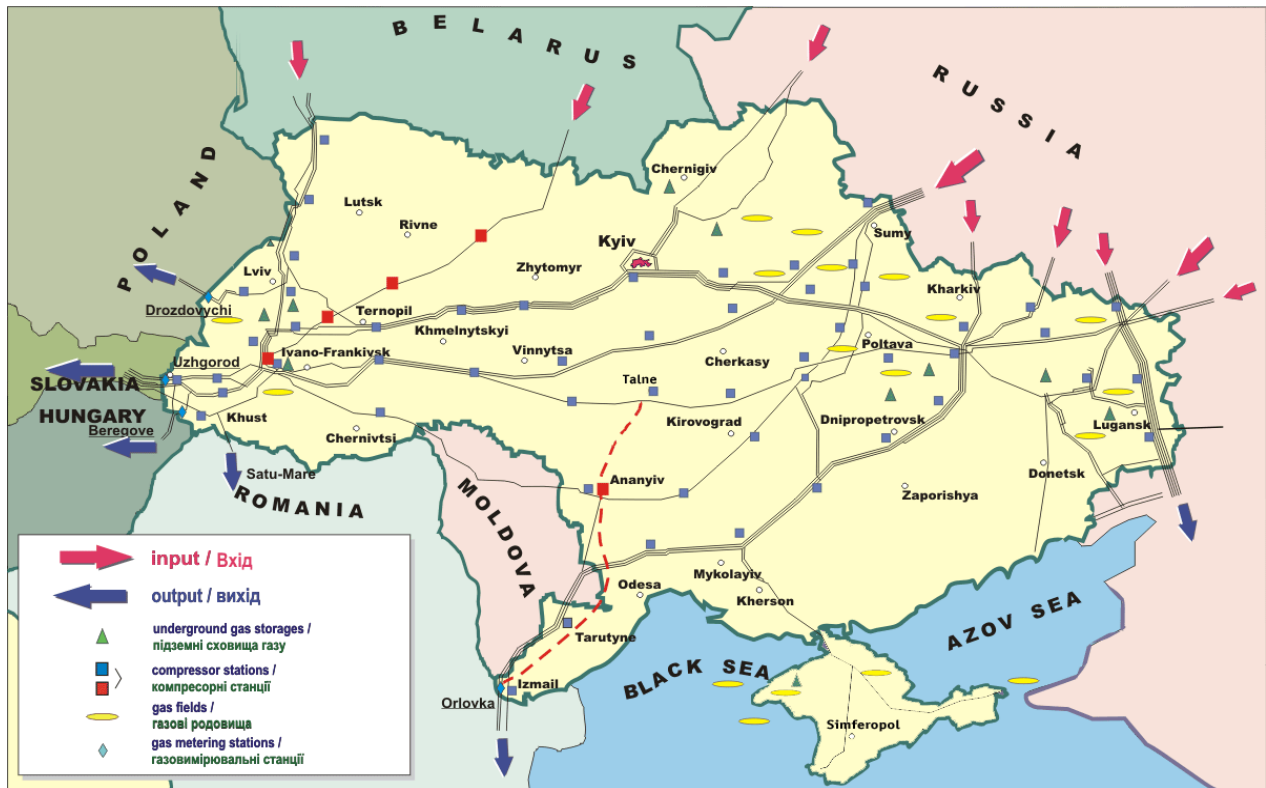 BELARUS
RUSSIA
POLAND
Chernigiv
Lutsk
Rivne
Kyiv
Sumy
Zhytomyr
Lviv
Kharkiv
Drozdovychi
Ternopil
Khmelnytskyi
Poltava
Uzhgorod
Ivano-Frankivsk
Vinnytsa
Cherkasy
SLOVAKIA
Talne
HUNGARY
Khust
Kirovograd
Dnipropetrovsk
Lugansk
Beregove
Chernivtsi
Satu-Mare
Donetsk
ROMANIA
Ananyiv
Zaporishya
MOLDOVA
Mykolayiv
Odesa
Kherson
Tarutyne
AZOV SEA
BLACK SEA
Izmail
Orlovka
Simferopol
input / Вхід
output / вихід
underground gas storages /
підземні сховища газу
compressor stations /
компресорні станції
gas fields /
газові родовища
gas metering stations /
газовимірювальні станції